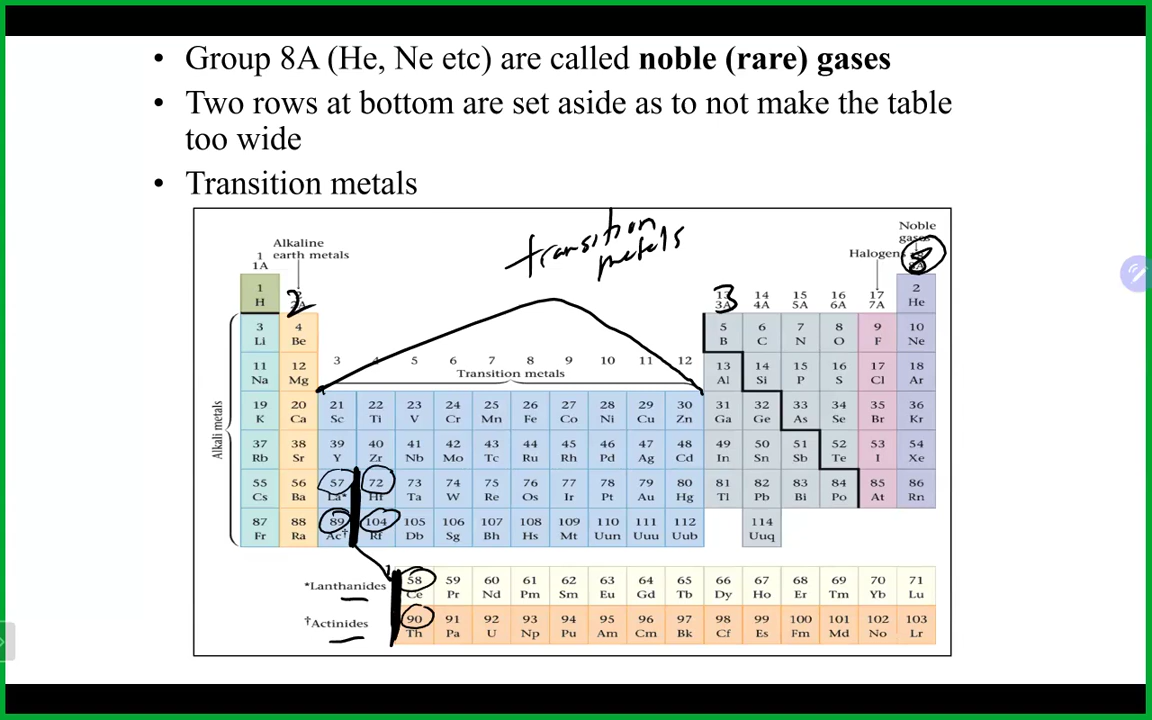 • Group 8A (He, Ne etc) are called noble (rare) gases
• Two rows at bottom are set aside as to not make the table
too wide
• Transition metals
transition
metals
Noble
gases
Alkaline
earth metals
Halogen
8
1
1A
2
3
3A
14
4A
15
5A
16
6A
17
7A
3 5 6 7 8 9 10 11 12
Transition metals
Alkali metals
1 2
H He
3 4 5 6 7 8 9 10
Li Be B C N O F Ne
11 12 13 14 15 16 17 18
Na Mg Al Si P S Cl Ar
19 20 21 22 23 24 25 26 27 28 29 30 31 32 33 34 35 36
K Ca Sc Ti V Cr Mn Fe Co Ni Cu Zn Ga Ge As Se Br Kr
37 38 39 40 41 42 43 44 45 46 47 48 49 50 51 52 53 54
Rb Sr Y Zr Nb Mo Tc Ru Rh Pd Ag Cd In Sn Sb Te I Xe
55 56 57 72 73 74 75 76 77 78 79 80 81 82 83 84 85 86
Cs Ba La* Hf Ta W Re Os Ir Pt Au Hg Tl Pb Bi Po At Rn
87 88 89 104 105 106 107 108 109 110 111 112 114
Fr Ra Ac† Rf Db Sg Bh Hs Mt Uun Uuu Uub Uuq
*Lanthanides
58 59 60 61 62 63 64 65 66 67 68 69 70 71
Ce Pr Nd Pm Sm Eu Gd Tb Dy Ho Er Tm Yb Lu
†Actinides
90 91 92 93 94 95 96 97 98 99 100 101 102 103
Th Pa U Np Pu Am Cm Bk Cf Es Fm Md No Lr